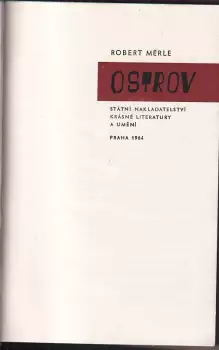 ROBERT MERLE
OSTROV
STÁTNÍ NAKLADATELSTVÍ
KRÁSNÉ LITERATURY
A UMĚNÍ
PRAHA 1964